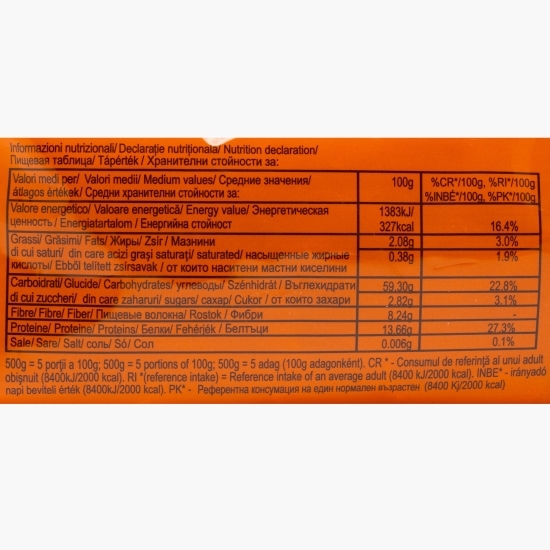 Informazioni nutrizionali/ Declarație nutrițională/ Nutrition declaration/
Пищевая таблица/ Tápérték / Хранителни стойности за:
Valori medi per/ Valori medii/ Medium values/ Средние значения/ 100g %CR*/100g, %RI*/100g
átlagos értékek/ Средни хранителни стойности за: %INBÉ*/100g, %PK*/100g
Valore energetico/ Valoare energetică/ Energy value/ Энергетическая 1383kJ/
ценность / Energiatartalom / Енергийна стойност 327kcal 16.4%
Grassi/ Grăsimi/ Fats/ Жиры/ Zsír / Мазнини 2.08g 3.0%
di cui saturi/ din care acizi grași saturați/ saturated/ насыщенные жирные 0.38g 1.9%
кислоты/ Ebből telített zsírsavak / от които наситени мастни киселини
Carboidrati/ Glucide/ Carbohydrates/ углеводы/ Szénhidrát / Въглехидрати 59.30g 22.8%
di cui zuccheri/ din care zaharuri/ sugars/ сахар/ Cukor / от които захари 2.82g 3.1%
Fibre/ Fibre/ Fiber/ Пищевые волокна/ Rostok / Фибри 8.24g -
Proteine/ Proteine/ Proteins/ Белки/ Fehérjék / Белтъци 13.66g 27.3%
Sale/ Sare/ Salt/ соль/ Só/ Сол 0.006g 0.1%
500g = 5 porții a 100g; 500g = 5 portions of 100g; 500g = 5 adag (100g adagonként). CR * - Consumul de referință al unui adult
obișnuit (8400kJ/2000 kcal). RI *(reference intake) = Reference intake of an average adult (8400 kJ/2000 kcal). INBE* - irányadó
napi beviteli érték (8400kJ/2000 kcal). PK* - Референтна консумация на един нормален възрастен (8400 Kj/2000 kcal)